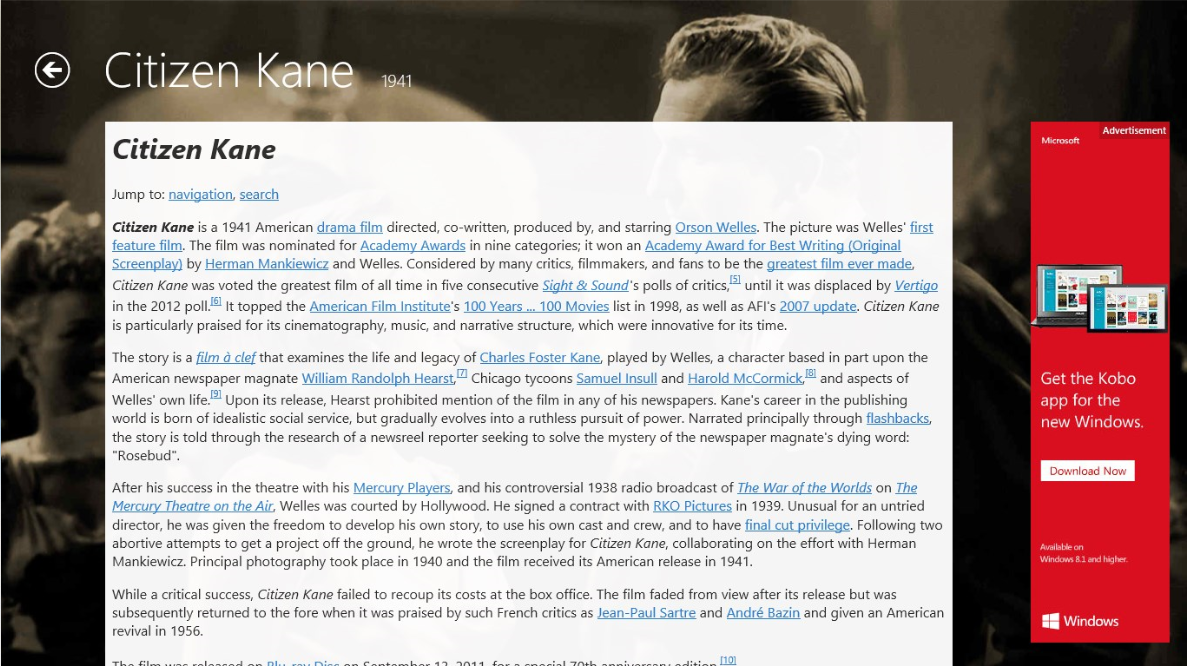 Citizen Kane 1941
Citizen Kane
Jump to: navigation, search
Citizen Kane is a 1941 American drama film directed, co-written, produced by, and starring Orson Welles. The picture was Welles' first
feature film. The film was nominated for Academy Awards in nine categories; it won an Academy Award for Best Writing (Original
Screenplay) by Herman Mankiewicz and Welles. Considered by many critics, filmmakers, and fans to be the greatest film ever made,
Citizen Kane was voted the greatest film of all time in five consecutive Sight & Sound's polls of critics,[5] until it was displaced by Vertigo
in the 2012 poll.[6] It topped the American Film Institute's 100 Years ... 100 Movies list in 1998, as well as AFI's 2007 update. Citizen Kane
is particularly praised for its cinematography, music, and narrative structure, which were innovative for its time.
The story is a film à clef that examines the life and legacy of Charles Foster Kane, played by Welles, a character based in part upon the
American newspaper magnate William Randolph Hearst,[7] Chicago tycoons Samuel Insull and Harold McCormick,[8] and aspects of
Welles' own life.[9] Upon its release, Hearst prohibited mention of the film in any of his newspapers. Kane's career in the publishing
world is born of idealistic social service, but gradually evolves into a ruthless pursuit of power. Narrated principally through flashbacks,
the story is told through the research of a newsreel reporter seeking to solve the mystery of the newspaper magnate's dying word:
"Rosebud".
After his success in the theatre with his Mercury Players, and his controversial 1938 radio broadcast of The War of the Worlds on The
Mercury Theatre on the Air, Welles was courted by Hollywood. He signed a contract with RKO Pictures in 1939. Unusual for an untried
director, he was given the freedom to develop his own story, to use his own cast and crew, and to have final cut privilege. Following two
abortive attempts to get a project off the ground, he wrote the screenplay for Citizen Kane, collaborating on the effort with Herman
Mankiewicz. Principal photography took place in 1940 and the film received its American release in 1941.
While a critical success, Citizen Kane failed to recoup its costs at the box office. The film faded from view after its release but was
subsequently returned to the fore when it was praised by such French critics as Jean-Paul Sartre and André Bazin and given an American
revival in 1956.
The film was released on Blu-ray Disc on September 13, 2011, for a special 70th anniversary edition.[10]
Advertisement
Microsoft
Get the Kobo
app for the
new Windows.
Download Now
Available on
Windows 8.1 and higher.
Windows